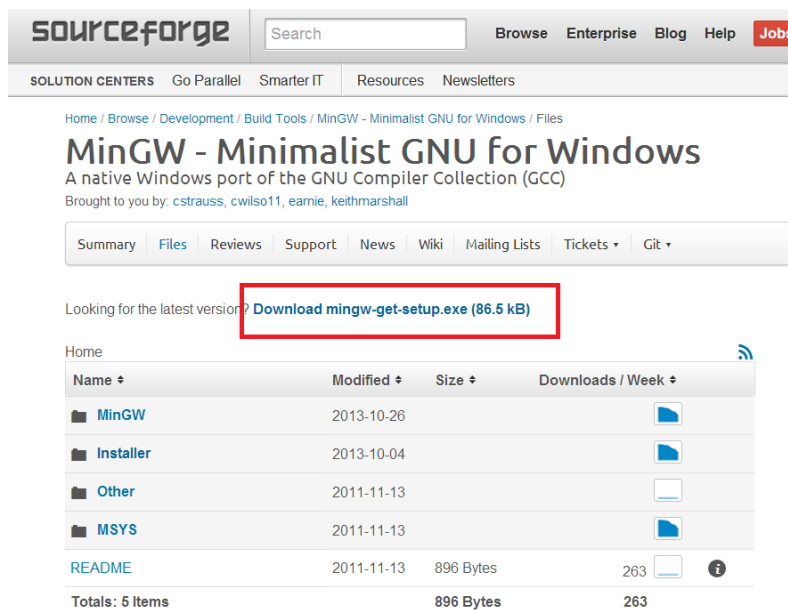 sourceforge Search Browse Enterprise Blog Help Jobs
SOLUTION CENTERS Go Parallel Smarter IT Resources Newsletters
Home / Browse / Development / Build Tools / MinGW - Minimalist GNU for Windows / Files
MinGW - Minimalist GNU for Windows
A native Windows port of the GNU Compiler Collection (GCC)
Brought to you by: cstrauss, cwilso11, earnie, keithmarshall
Summary Files Reviews Support News Wiki Mailing Lists Tickets Git
Looking for the latest version? Download mingw-get-setup.exe (86.5 kB)
Home
Name Modified Size Downloads / Week
MinGW 2013-10-26
Installer 2013-10-04
Other 2011-11-13
MSYS 2011-11-13
README 2011-11-13 896 Bytes 263
Totals: 5 Items 896 Bytes 263